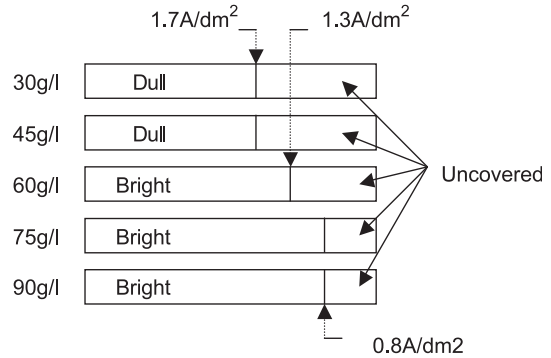 1.7A/dm² 1.3A/dm²
30g/l Dull
45g/l Dull
60g/l Bright
Uncovered
75g/l Bright
90g/l Bright
0.8A/dm2